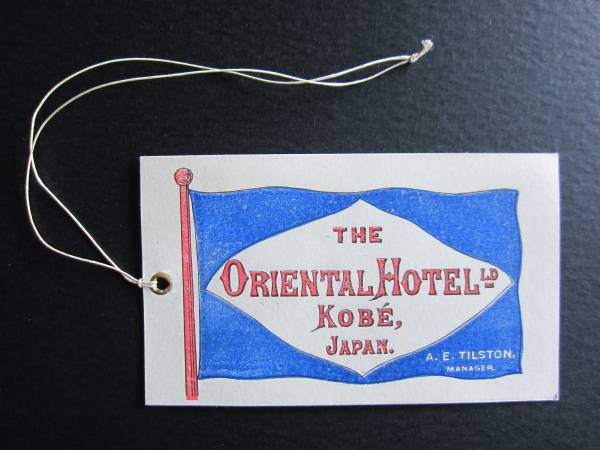 THE
ORIENTAL HOTEL LD
KOBÉ,
JAPAN.
A. E. TILSTON,
MANAGER.